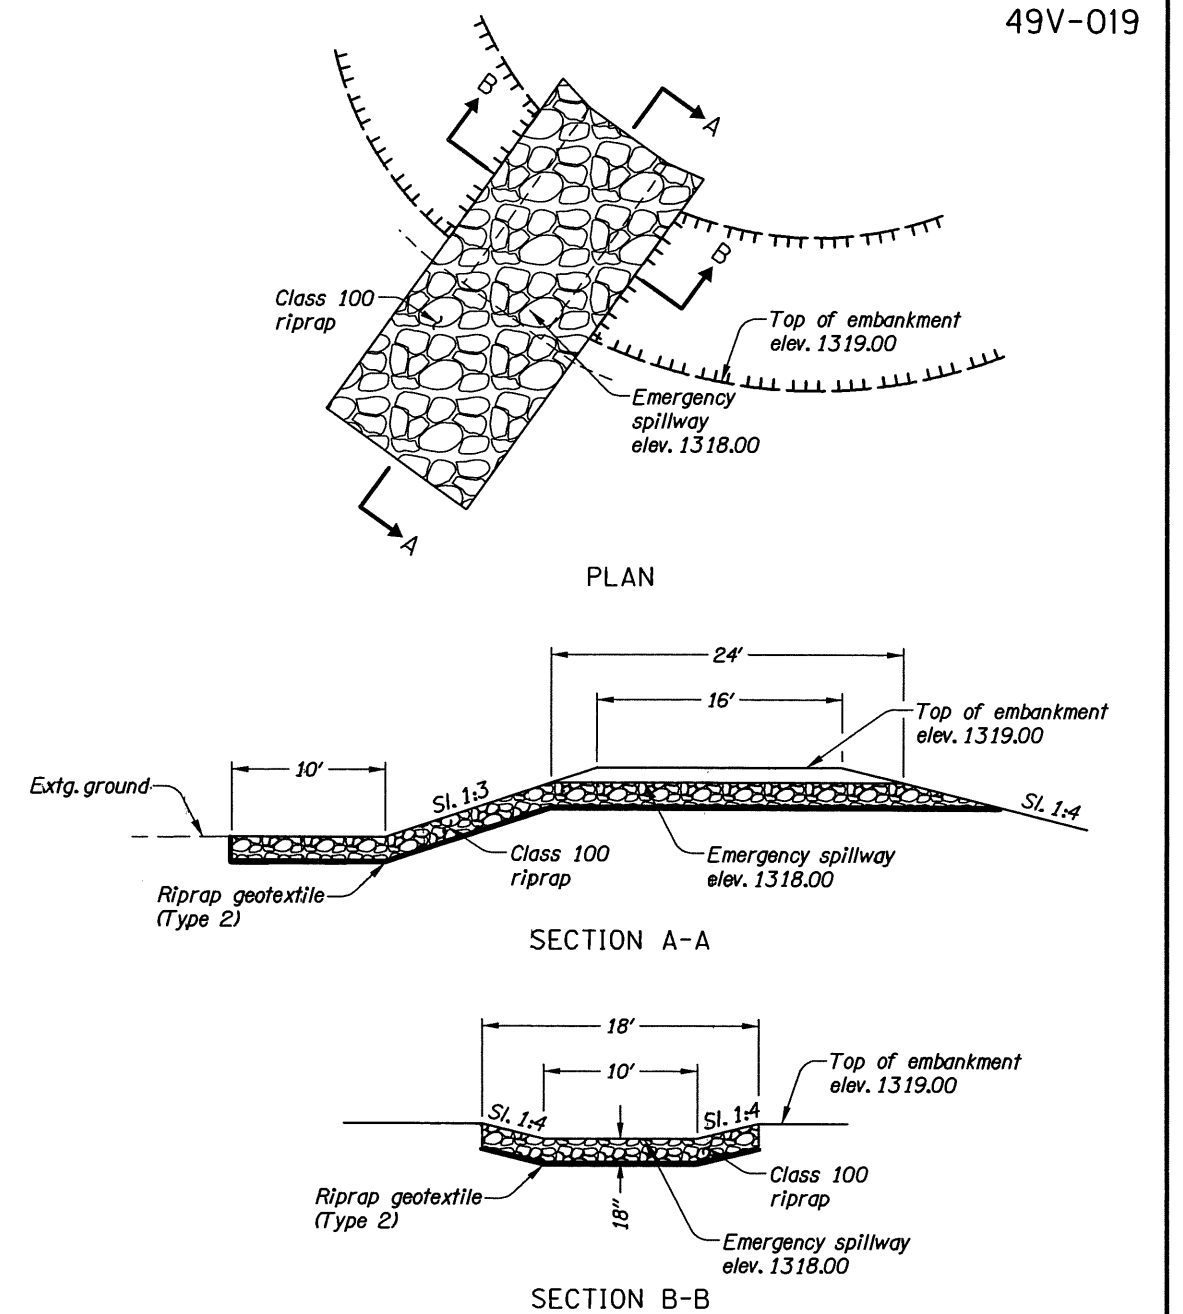 49V-019
B
A
B
Class 100
riprap
Top of embankment
elev. 1319.00
Emergency
spillway
elev. 1318.00
A
PLAN
24'
16'
Top of embankment
elev. 1319.00
10'
Extg. ground
Sl. 1:3
Sl. 1:4
Class 100
riprap
Emergency spillway
elev. 1318.00
Riprap geotextile
(Type 2)
SECTION A-A
18'
10'
Top of embankment
elev. 1319.00
Sl. 1:4
Sl. 1:4
Class 100
riprap
Riprap geotextile
(Type 2)
18"
Emergency spillway
elev. 1318.00
SECTION B-B